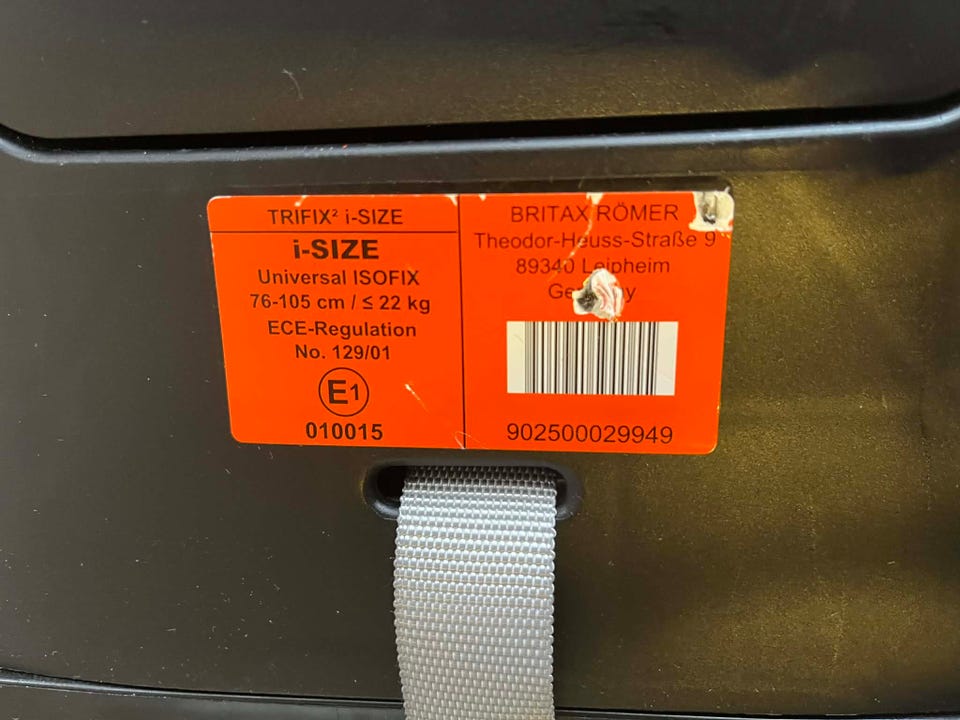 TRIFIX² i-SIZE
i-SIZE
Universal ISOFIX
76-105 cm / ≤ 22 kg
ECE-Regulation
No. 129/01
E1
010015
BRITAX RÖMER
Theodor-Heuss-Straße 9
89340 Leipheim
902500029949